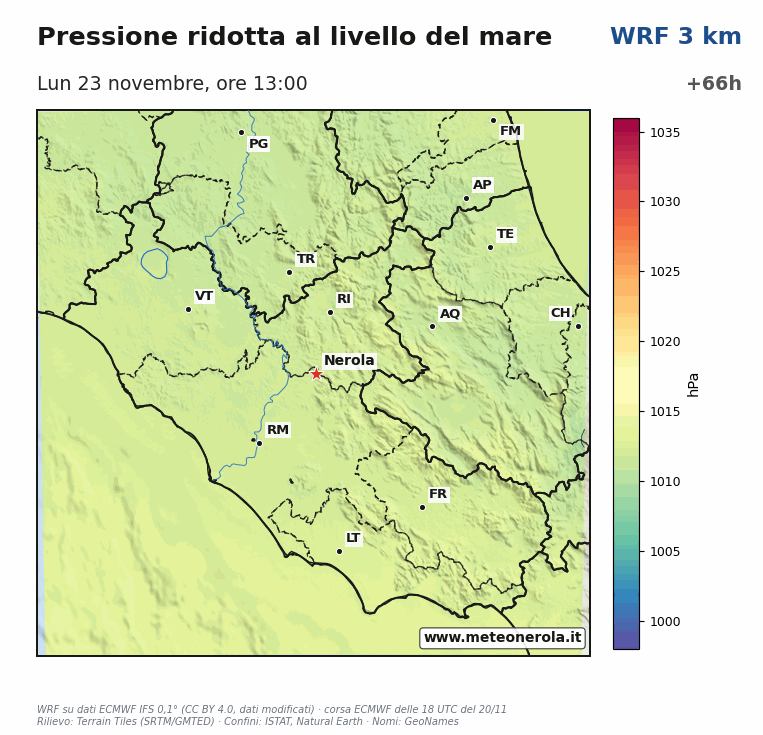 Pressione ridotta al livello del mare
WRF 3 km
Lun 23 novembre, ore 13:00
+66h
PG
FM
AP
TE
TR
VT
RI
AQ
CH
Nerola
RM
FR
LT
www.meteonerola.it
1035
1030
1025
1020
1015
1010
1005
1000
hPa
WRF su dati ECMWF IFS 0,1° (CC BY 4.0, dati modificati) · corsa ECMWF delle 18 UTC del 20/11
Rilievo: Terrain Tiles (SRTM/GMTED) · Confini: ISTAT, Natural Earth · Nomi: GeoNames